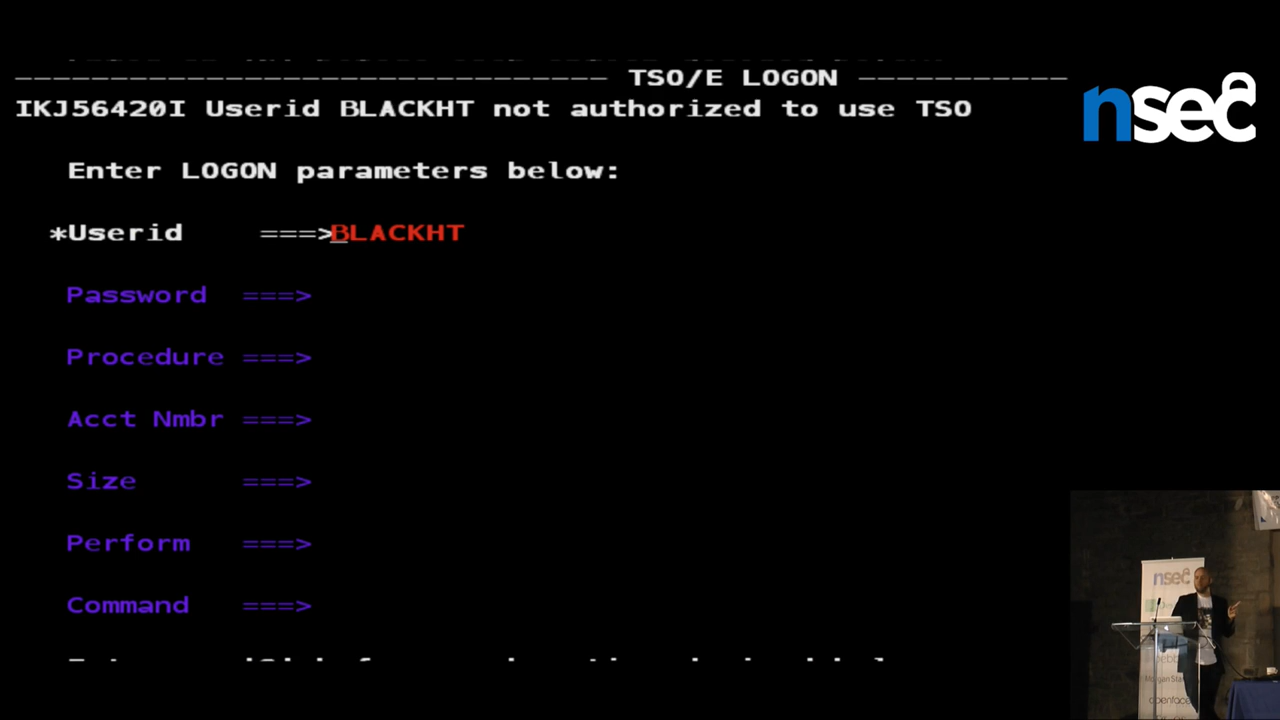 ------------------------------- TSO/E LOGON -----------
IKJ56420I Userid BLACKHT not authorized to use TSO
nsec
Enter LOGON parameters below:
*Userid ===>BLACKHT
Password ===>
Procedure ===>
Acct Nmbr ===>
Size ===>
Perform ===>
Command ===>
nsec